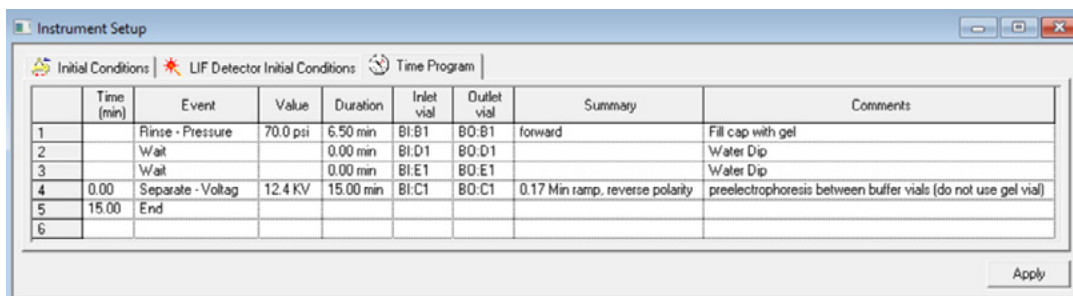 Instrument Setup
Initial Conditions LIF Detector Initial Conditions Time Program
Time (min) Event Value Duration Inlet vial Outlet vial Summary Comments
1 Rinse - Pressure 70.0 psi 6.50 min BI:B1 BO:B1 forward Fill cap with gel
2 Wait 0.00 min BI:D1 BO:D1 Water Dip
3 Wait 0.00 min BI:E1 BO:E1 Water Dip
4 0.00 Separate - Voltag 12.4 KV 15.00 min BI:C1 BO:C1 0.17 Min ramp, reverse polarity preelectrophoresis between buffer vials (do not use gel vial)
5 15.00 End
6
Apply